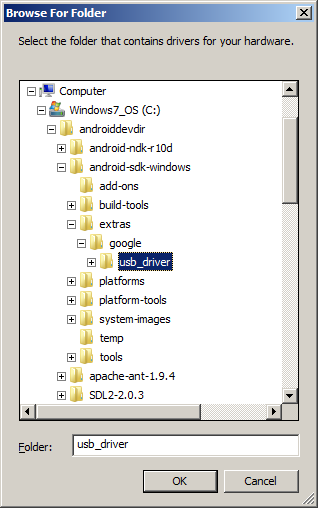 Browse For Folder
Select the folder that contains drivers for your hardware.
Computer
Windows7_OS (C:)
androiddevdir
android-ndk-r10d
android-sdk-windows
add-ons
build-tools
extras
google
usb_driver
platforms
platform-tools
system-images
temp
tools
apache-ant-1.9.4
SDL2-2.0.3
Folder: usb_driver
OK Cancel